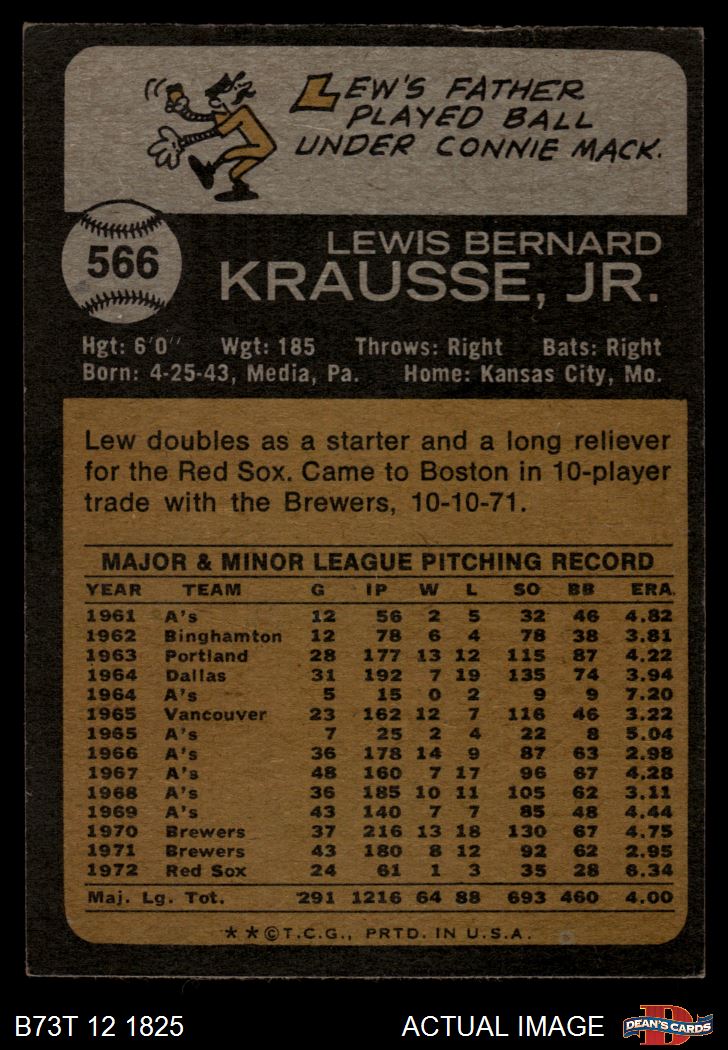 LEW'S FATHER
PLAYED BALL
UNDER CONNIE MACK.
566
LEWIS BERNARD
KRAUSSE, JR.
Hgt: 6'0" Wgt: 185 Throws: Right Bats: Right
Born: 4-25-43, Media, Pa. Home: Kansas City, Mo.
Lew doubles as a starter and a long reliever
for the Red Sox. Came to Boston in 10-player
trade with the Brewers, 10-10-71.
MAJOR & MINOR LEAGUE PITCHING RECORD
YEAR TEAM G IP W L SO BB ERA.
1961 A's 12 56 2 5 32 46 4.82
1962 Binghamton 12 78 6 4 78 38 3.81
1963 Portland 28 177 13 12 115 87 4.22
1964 Dallas 31 192 7 19 135 74 3.94
1964 A's 5 15 0 2 9 9 7.20
1965 Vancouver 23 162 12 7 116 46 3.22
1965 A's 7 25 2 4 22 8 5.04
1966 A's 36 178 14 9 87 63 2.98
1967 A's 48 160 7 17 96 67 4.28
1968 A's 36 185 10 11 105 62 3.11
1969 A's 43 140 7 7 85 48 4.44
1970 Brewers 37 216 13 18 130 67 4.75
1971 Brewers 43 180 8 12 92 62 2.95
1972 Red Sox 24 61 1 3 35 28 6.34
Maj. Lg. Tot. 291 1216 64 88 693 460 4.00
**©T.C.G., PRTD. IN U.S.A.
B73T 12 1825 ACTUAL IMAGE D DEAN'S CARDS